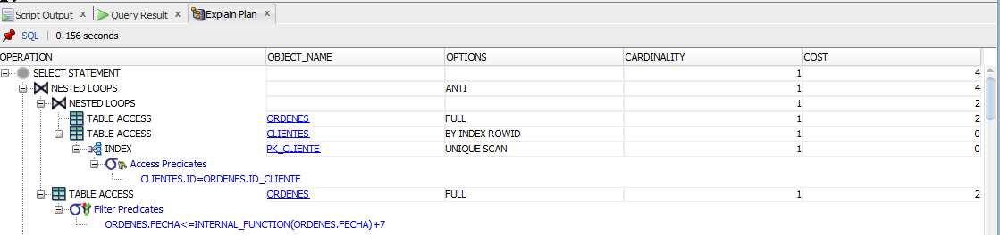 Script Output x Query Result x Explain Plan x
SQL | 0.156 seconds
OPERATION OBJECT_NAME OPTIONS CARDINALITY COST
SELECT STATEMENT 1 4
NESTED LOOPS ANTI 1 4
NESTED LOOPS 1 2
TABLE ACCESS ORDENES FULL 1 2
TABLE ACCESS CLIENTES BY INDEX ROWID 1 0
INDEX PK_CLIENTE UNIQUE SCAN 1 0
Access Predicates
CLIENTES.ID=ORDENES.ID_CLIENTE
TABLE ACCESS ORDENES FULL 1 2
Filter Predicates
ORDENES.FECHA<=INTERNAL_FUNCTION(ORDENES.FECHA)+7